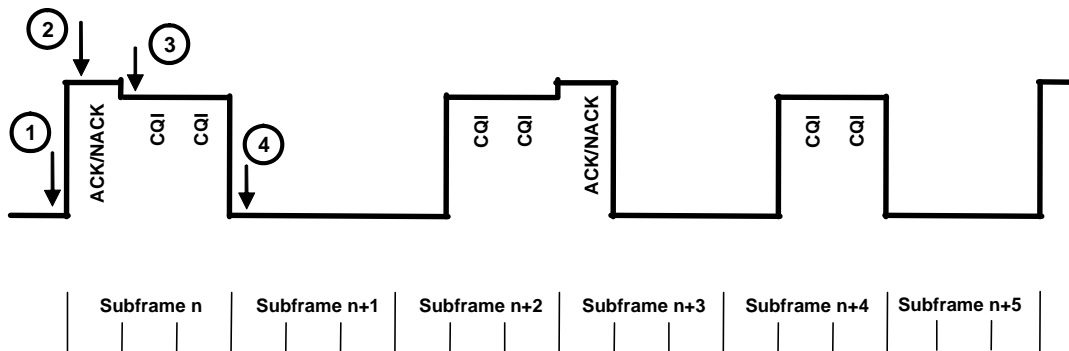 2
3
1
4
ACK/NACK
CQI
CQI
CQI
CQI
ACK/NACK
CQI
CQI
Subframe n
Subframe n+1
Subframe n+2
Subframe n+3
Subframe n+4
Subframe n+5